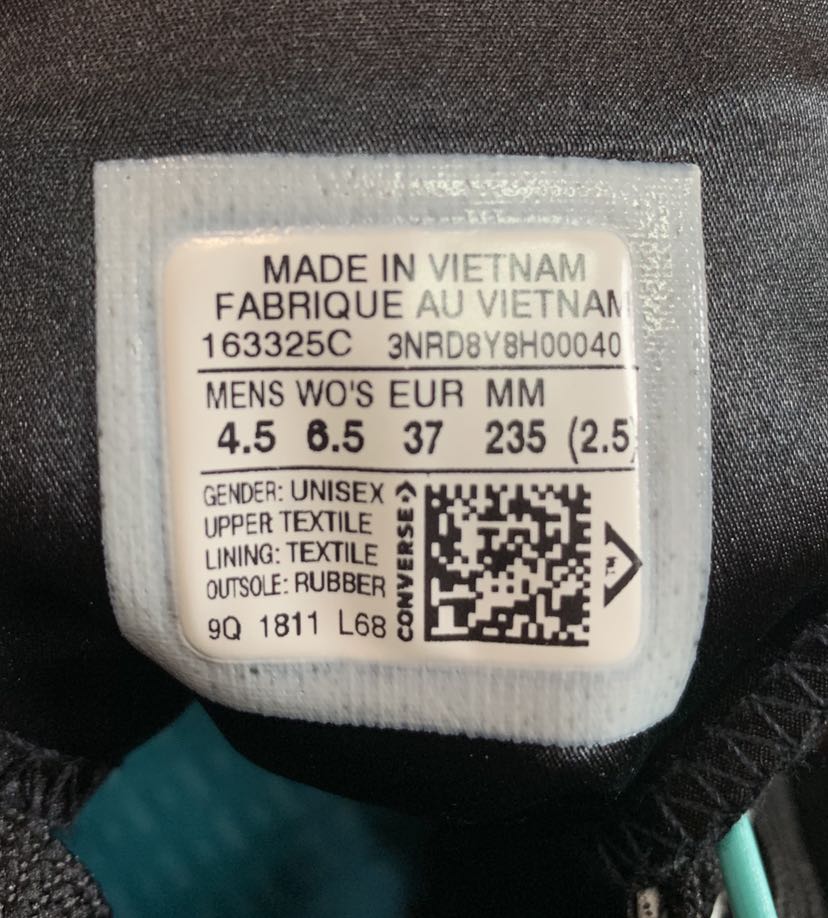 MADE IN VIETNAM
FABRIQUE AU VIETNAM
163325C 3NRD8Y8H00040
MENS WO'S EUR MM
4.5 6.5 37 235 (2.5)
GENDER: UNISEX
UPPER TEXTILE
LINING: TEXTILE
OUTSOLE: RUBBER
9Q 1811 L68
CONVERSE
TM